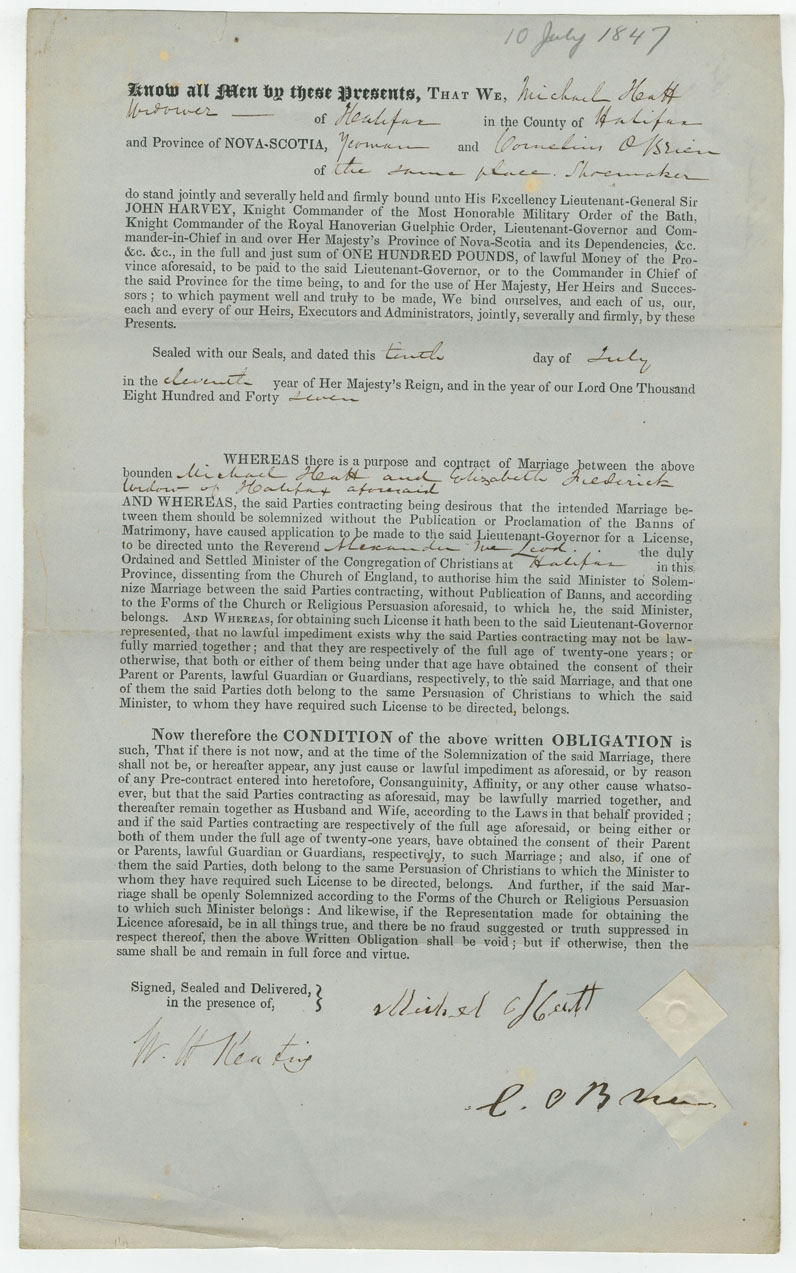 10 July 1847
Know all Men by these Presents, THAT WE, Michael Hatt
Widower — of Halifax in the County of Halifax
and Province of NOVA-SCOTIA, Yeoman and Cornelius O'Brien
of the same place. Shoemaker
do stand jointly and severally held and firmly bound unto His Excellency Lieutenant-General Sir
JOHN HARVEY, Knight Commander of the Most Honorable Military Order of the Bath,
Knight Commander of the Royal Hanoverian Guelphic Order, Lieutenant-Governor and Com-
mander-in-Chief in and over Her Majesty's Province of Nova-Scotia and its Dependencies, &c.
&c. &c., in the full and just sum of ONE HUNDRED POUNDS, of lawful Money of the Pro-
vince aforesaid, to be paid to the said Lieutenant-Governor, or to the Commander in Chief of
the said Province for the time being, to and for the use of Her Majesty, Her Heirs and Succes-
sors ; to which payment well and truly to be made, We bind ourselves, and each of us, our,
each and every of our Heirs, Executors and Administrators, jointly, severally and firmly, by these
Presents.
Sealed with our Seals, and dated this tenth day of July
in the eleventh year of Her Majesty's Reign, and in the year of our Lord One Thousand
Eight Hundred and Forty seven
WHEREAS there is a purpose and contract of Marriage between the above
bounden Michael Hatt and Elizabeth Frederick
Widow of Halifax aforesaid
AND WHEREAS, the said Parties contracting being desirous that the intended Marriage be-
tween them should be solemnized without the Publication or Proclamation of the Banns of
Matrimony, have caused application to be made to the said Lieutenant-Governor for a License,
to be directed unto the Reverend Alexander McLeod. the duly
Ordained and Settled Minister of the Congregation of Christians at Halifax in this
Province, dissenting from the Church of England, to authorise him the said Minister to Solem-
nize Marriage between the said Parties contracting, without Publication of Banns, and according
to the Forms of the Church or Religious Persuasion aforesaid, to which he, the said Minister,
belongs. AND WHEREAS, for obtaining such License it hath been to the said Lieutenant-Governor
represented, that no lawful impediment exists why the said Parties contracting may not be law-
fully married together ; and that they are respectively of the full age of twenty-one years ; or
otherwise, that both or either of them being under that age have obtained the consent of their
Parent or Parents, lawful Guardian or Guardians, respectively, to the said Marriage, and that one
of them the said Parties doth belong to the same Persuasion of Christians to which the said
Minister, to whom they have required such License to be directed, belongs.
Now therefore the CONDITION of the above written OBLIGATION is
such, That if there is not now, and at the time of the Solemnization of the said Marriage, there
shall not be, or hereafter appear, any just cause or lawful impediment as aforesaid, or by reason
of any Pre-contract entered into heretofore, Consanguinity, Affinity, or any other cause whatso-
ever, but that the said Parties contracting as aforesaid, may be lawfully married together, and
thereafter remain together as Husband and Wife, according to the Laws in that behalf provided ;
and if the said Parties contracting are respectively of the full age aforesaid, or being either or
both of them under the full age of twenty-one years, have obtained the consent of their Parent
or Parents, lawful Guardian or Guardians, respectively, to such Marriage ; and also, if one of
them the said Parties, doth belong to the same Persuasion of Christians to which the Minister to
whom they have required such License to be directed, belongs. And further, if the said Mar-
riage shall be openly Solemnized according to the Forms of the Church or Religious Persuasion
to which such Minister belongs : And likewise, if the Representation made for obtaining the
Licence aforesaid, be in all things true, and there be no fraud suggested or truth suppressed in
respect thereof, then the above Written Obligation shall be void ; but if otherwise, then the
same shall be and remain in full force and virtue.
Signed, Sealed and Delivered,
in the presence of,
Michel Hatt
W. H Keating
C. O Brien